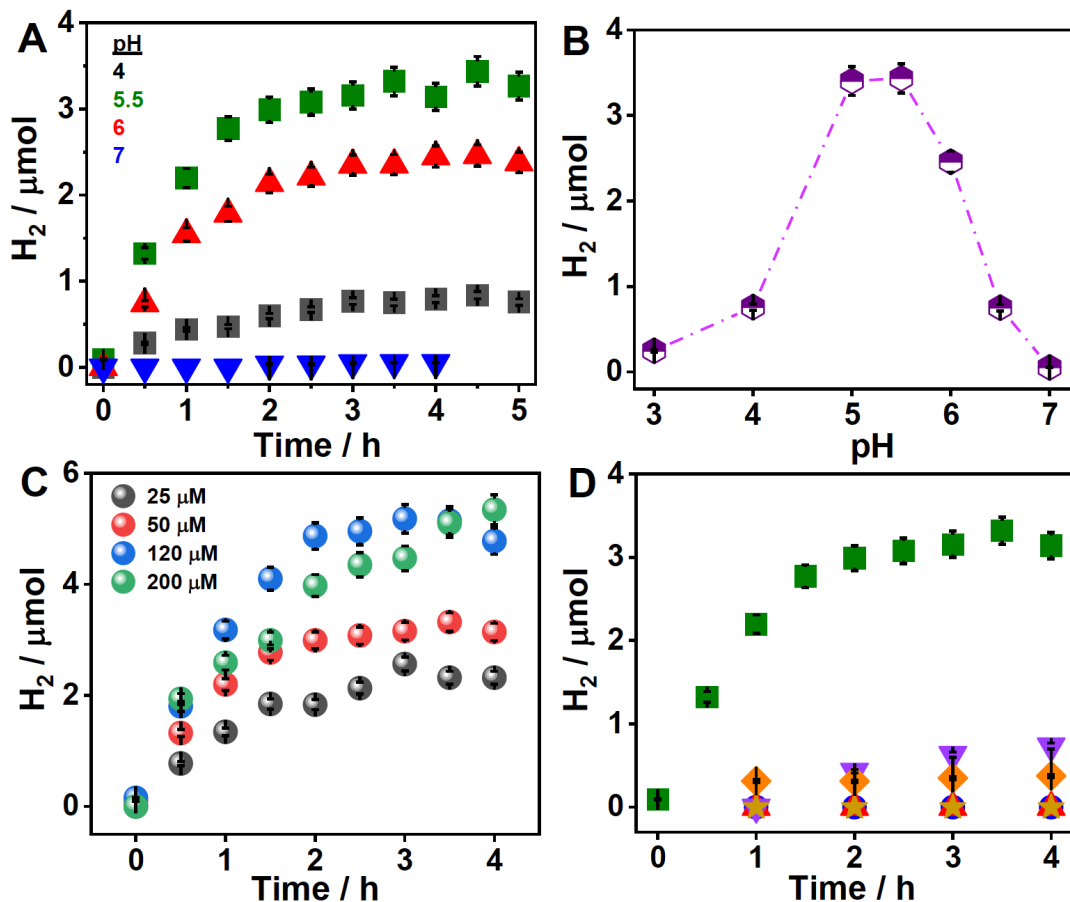 A
pH
4
5.5
6
7
H2 / μmol
4
3
2
1
0
0 1 2 3 4 5
Time / h
B
H2 / μmol
4
3
2
1
0
3 4 5 6 7
pH
C
25 μM
50 μM
120 μM
200 μM
H2 / μmol
6
4
2
0
0 1 2 3 4
Time / h
D
H2 / μmol
4
3
2
1
0
0 1 2 3 4
Time / h